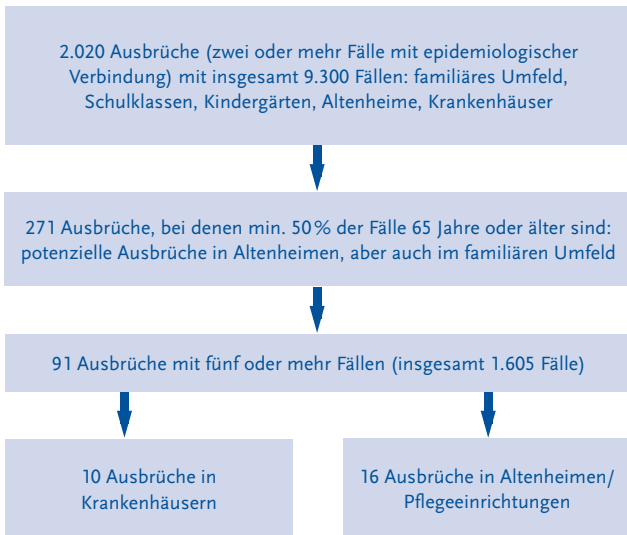 2.020 Ausbrüche (zwei oder mehr Fälle mit epidemiologischer
Verbindung) mit insgesamt 9.300 Fällen: familiäres Umfeld,
Schulklassen, Kindergärten, Altenheime, Krankenhäuser
271 Ausbrüche, bei denen min. 50 % der Fälle 65 Jahre oder älter sind:
potenzielle Ausbrüche in Altenheimen, aber auch im familiären Umfeld
91 Ausbrüche mit fünf oder mehr Fällen (insgesamt 1.605 Fälle)
10 Ausbrüche in
Krankenhäusern
16 Ausbrüche in Altenheimen/
Pflegeeinrichtungen